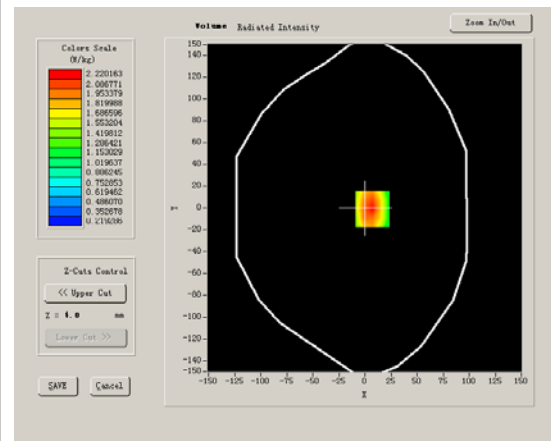 Volume Radiated Intensity
Zoom In/Out
Colors Scale
(W/kg)
2.220163
2.086771
1.953379
1.819988
1.686596
1.553204
1.419812
1.286421
1.153029
1.019637
0.886245
0.752853
0.619462
0.486070
0.352678
0.219286
Z-Cuts Control
<< Upper Cut
Z = 4.0 mm
Lower Cut >>
SAVE
Cancel
150
140
120
100
80
60
40
20
0
-20
-40
-60
-80
-100
-120
-140
-150
Y
-150 -125 -100 -75 -50 -25 0 25 50 75 100 125 150
X